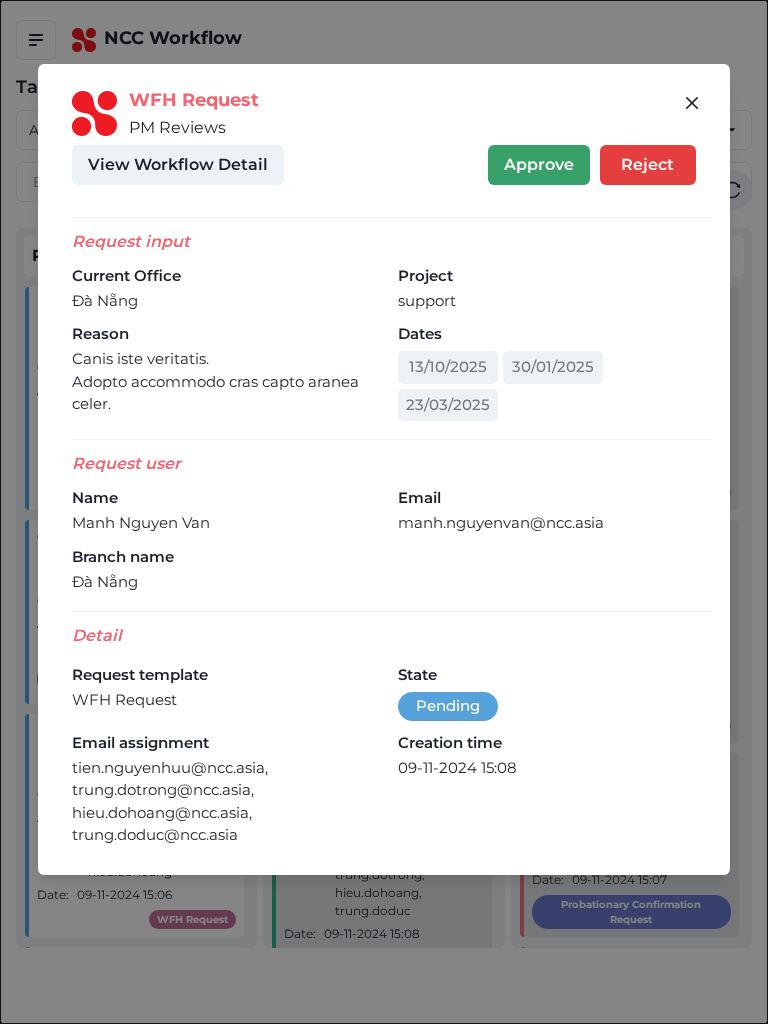 NCC Workflow
Ta
WFH Request
PM Reviews
View Workflow Detail
Approve
Reject
Request input
Current Office
Project
Đà Nẵng
support
Reason
Dates
Canis iste veritatis.
Adopto accommodo cras capto aranea
celer.
13/10/2025
30/01/2025
23/03/2025
Request user
Name
Email
Manh Nguyen Van
manh.nguyenvan@ncc.asia
Branch name
Đà Nẵng
Detail
Request template
State
WFH Request
Pending
Email assignment
Creation time
tien.nguyenhuu@ncc.asia,
09-11-2024 15:08
trung.dotrong@ncc.asia,
hieu.dohoang@ncc.asia,
trung.doduc@ncc.asia
hieu.dohoang
Date: 09-11-2024 15:06
WFH Request
trung.dotrong,
hieu.dohoang,
trung.doduc
Date: 09-11-2024 15:08
Date: 09-11-2024 15:07
Probationary Confirmation
Request